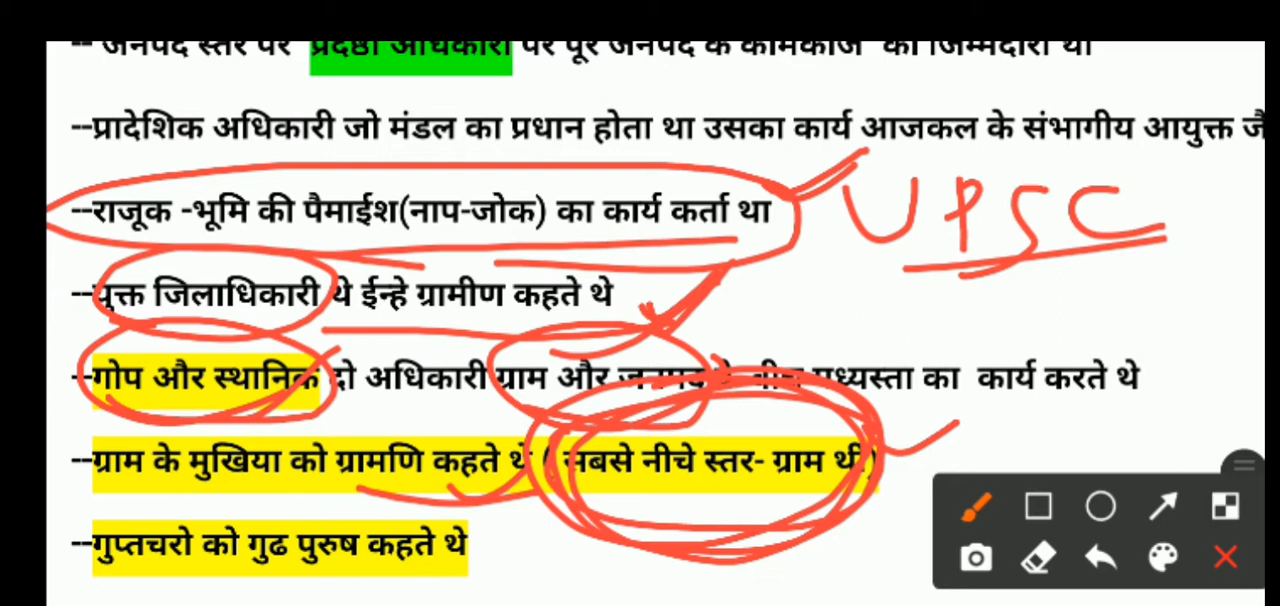 -- जनपद स्तर पर प्रदेष्ठा अधिकारी पर पूरे जनपद के कामकाज की जिम्मेदारी थी
--प्रादेशिक अधिकारी जो मंडल का प्रधान होता था उसका कार्य आजकल के संभागीय आयुक्त जै
--राजूक -भूमि की पैमाईश(नाप-जोक) का कार्य कर्ता था
UPSC
--युक्त जिलाधिकारी थे ईन्हे ग्रामीण कहते थे
--गोप और स्थानिक दो अधिकारी ग्राम और जनपद के बीच मध्यस्ता का कार्य करते थे
--ग्राम के मुखिया को ग्रामणि कहते थे ( सबसे नीचे स्तर- ग्राम थी)
--गुप्तचरो को गुढ पुरुष कहते थे